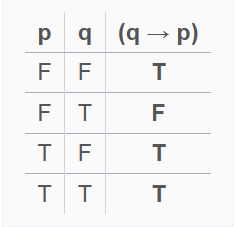 p q (q → p)
F F T
F T F
T F T
T T T